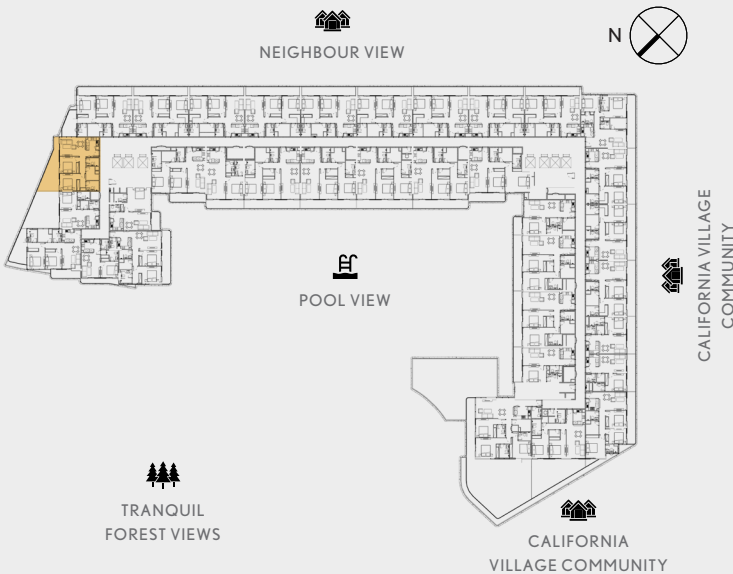 N
NEIGHBOUR VIEW
CALIFORNIA VILLAGE
COMMUNITY
POOL VIEW
TRANQUIL
FOREST VIEWS
CALIFORNIA
VILLAGE COMMUNITY